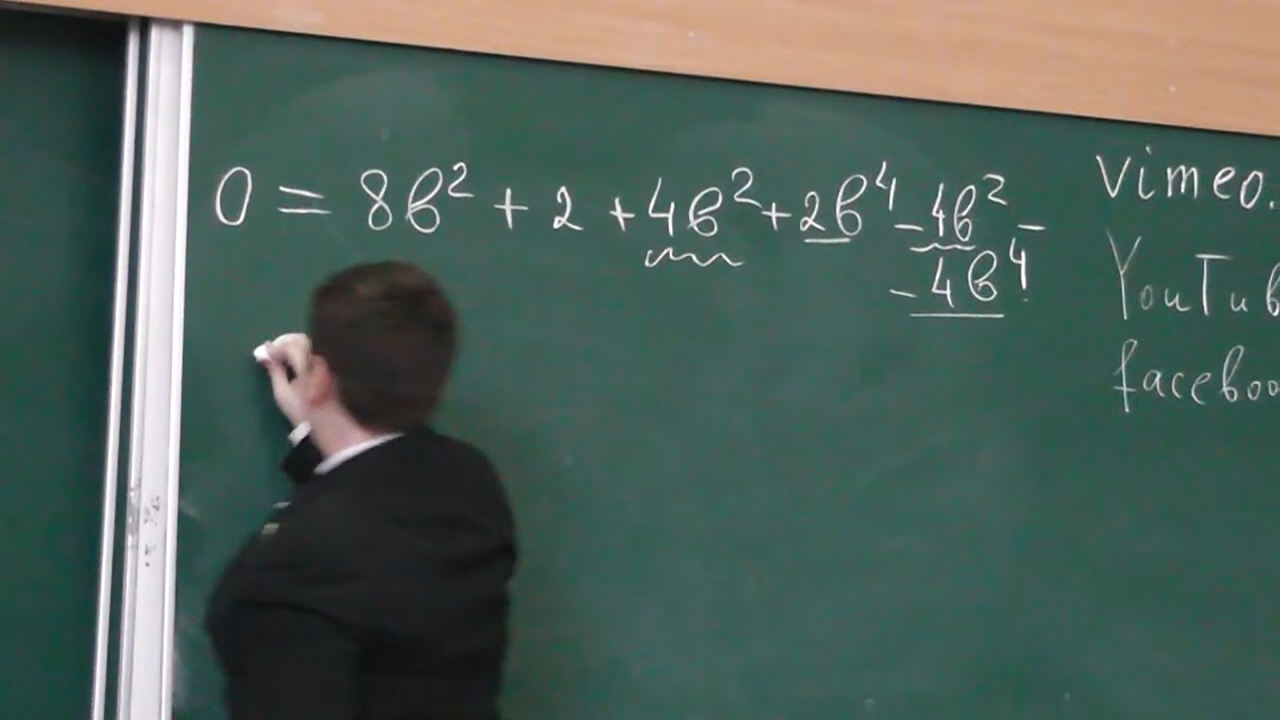 0 = 8b² + 2 + 4b² + 2b⁴ - 4b² -
- 4b⁴
Vimeo.
YouTub
faceboo